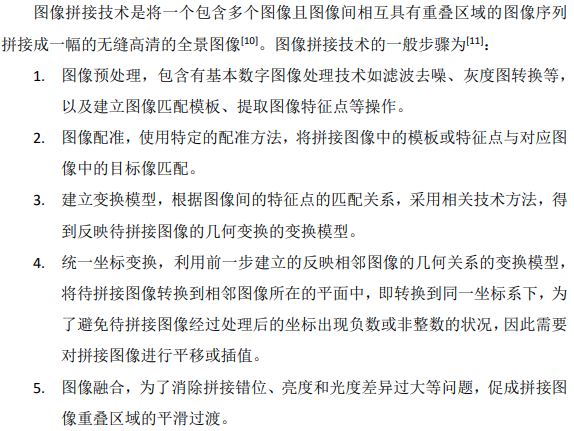 图像拼接技术是将一个包含多个图像且图像间相互具有重叠区域的图像序列
拼接成一幅的无缝高清的全景图像[10]。图像拼接技术的一般步骤为[11]：
1. 图像预处理，包含有基本数字图像处理技术如滤波去噪、灰度图转换等，
以及建立图像匹配模板、提取图像特征点等操作。
2. 图像配准，使用特定的配准方法，将拼接图像中的模板或特征点与对应图
像中的目标像匹配。
3. 建立变换模型，根据图像间的特征点的匹配关系，采用相关技术方法，得
到反映待拼接图像的几何变换的变换模型。
4. 统一坐标变换，利用前一步建立的反映相邻图像的几何关系的变换模型，
将待拼接图像转换到相邻图像所在的平面中，即转换到同一坐标系下，为
了避免待拼接图像经过处理后的坐标出现负数或非整数的状况，因此需要
对拼接图像进行平移或插值。
5. 图像融合，为了消除拼接错位、亮度和光度差异过大等问题，促成拼接图
像重叠区域的平滑过渡。